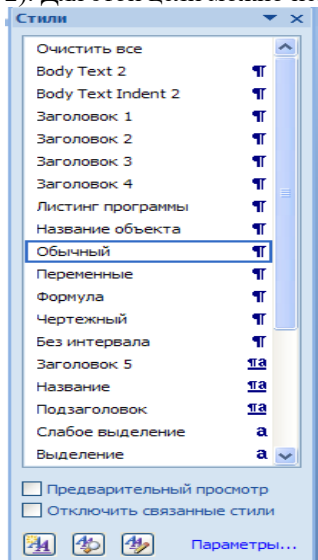 Стили
Очистить все
Body Text 2 ¶
Body Text Indent 2 ¶
Заголовок 1 ¶
Заголовок 2 ¶
Заголовок 3 ¶
Заголовок 4 ¶
Листинг программы ¶
Название объекта ¶
Обычный ¶
Переменные ¶
Формула ¶
Чертежный ¶
Без интервала ¶
Заголовок 5 ¶a
Название ¶a
Подзаголовок ¶a
Слабое выделение a
Выделение a
Предварительный просмотр
Отключить связанные стили
Параметры...